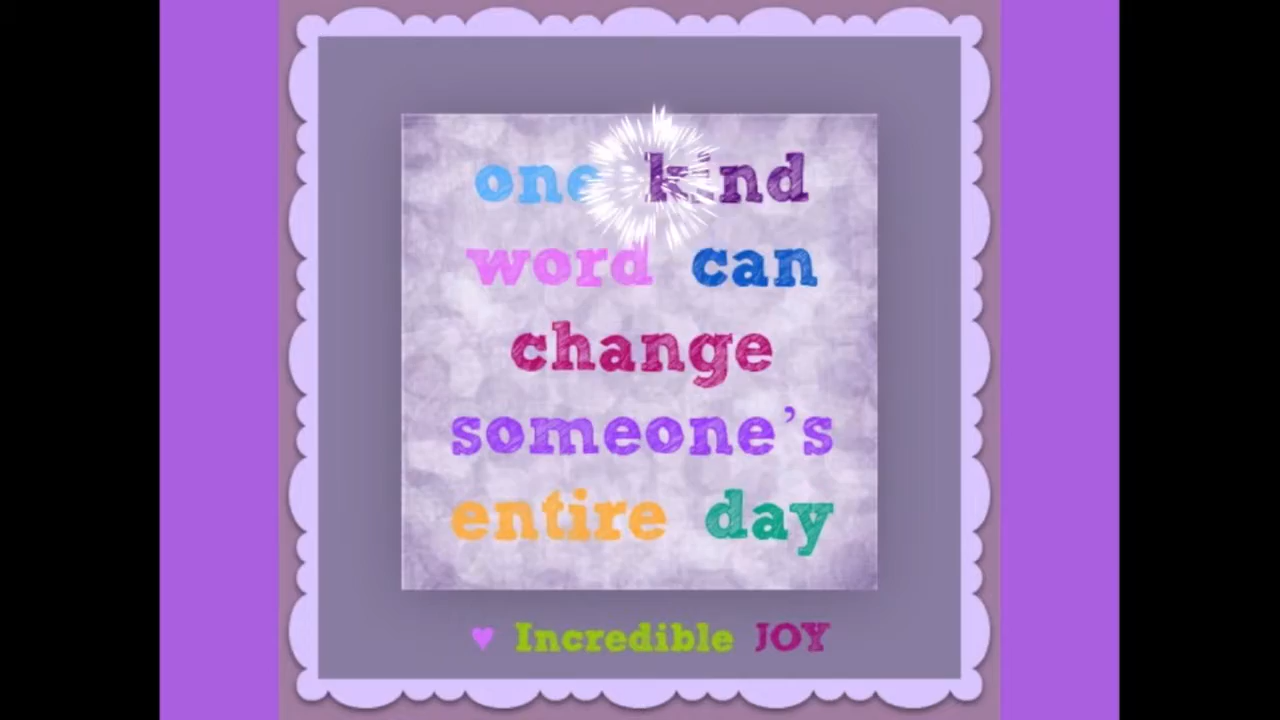 one kind
word can
change
someone's
entire day
♥ Incredible JOY